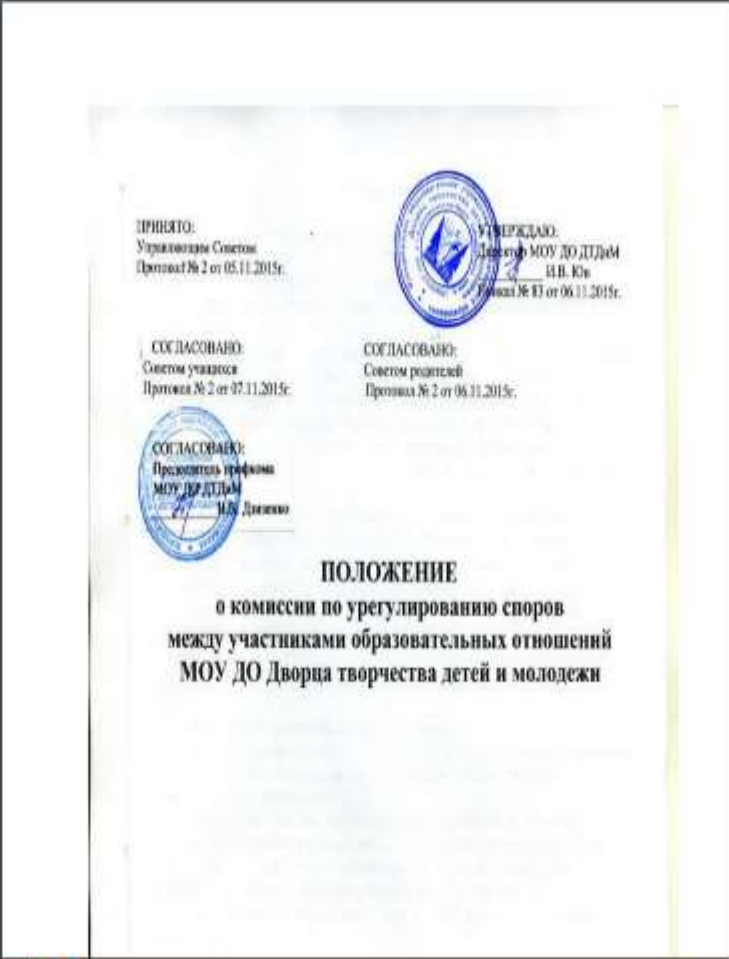 ПРИНЯТО:
Управляющим Советом
Протокол № 2 от 05.11.2015г.
УТВЕРЖДАЮ:
Директор МОУ ДО ДТДиМ
И.В. Юн
Приказ № 83 от 06.11.2015г.
СОГЛАСОВАНО:
Советом учащихся
Протокол № 2 от 07.11.2015г.
СОГЛАСОВАНО:
Советом родителей
Протокол № 2 от 06.11.2015г.
СОГЛАСОВАНО:
Председатель профкома
МОУ ДО ДТДиМ
ПОЛОЖЕНИЕ
о комиссии по урегулированию споров
между участниками образовательных отношений
МОУ ДО Дворца творчества детей и молодежи